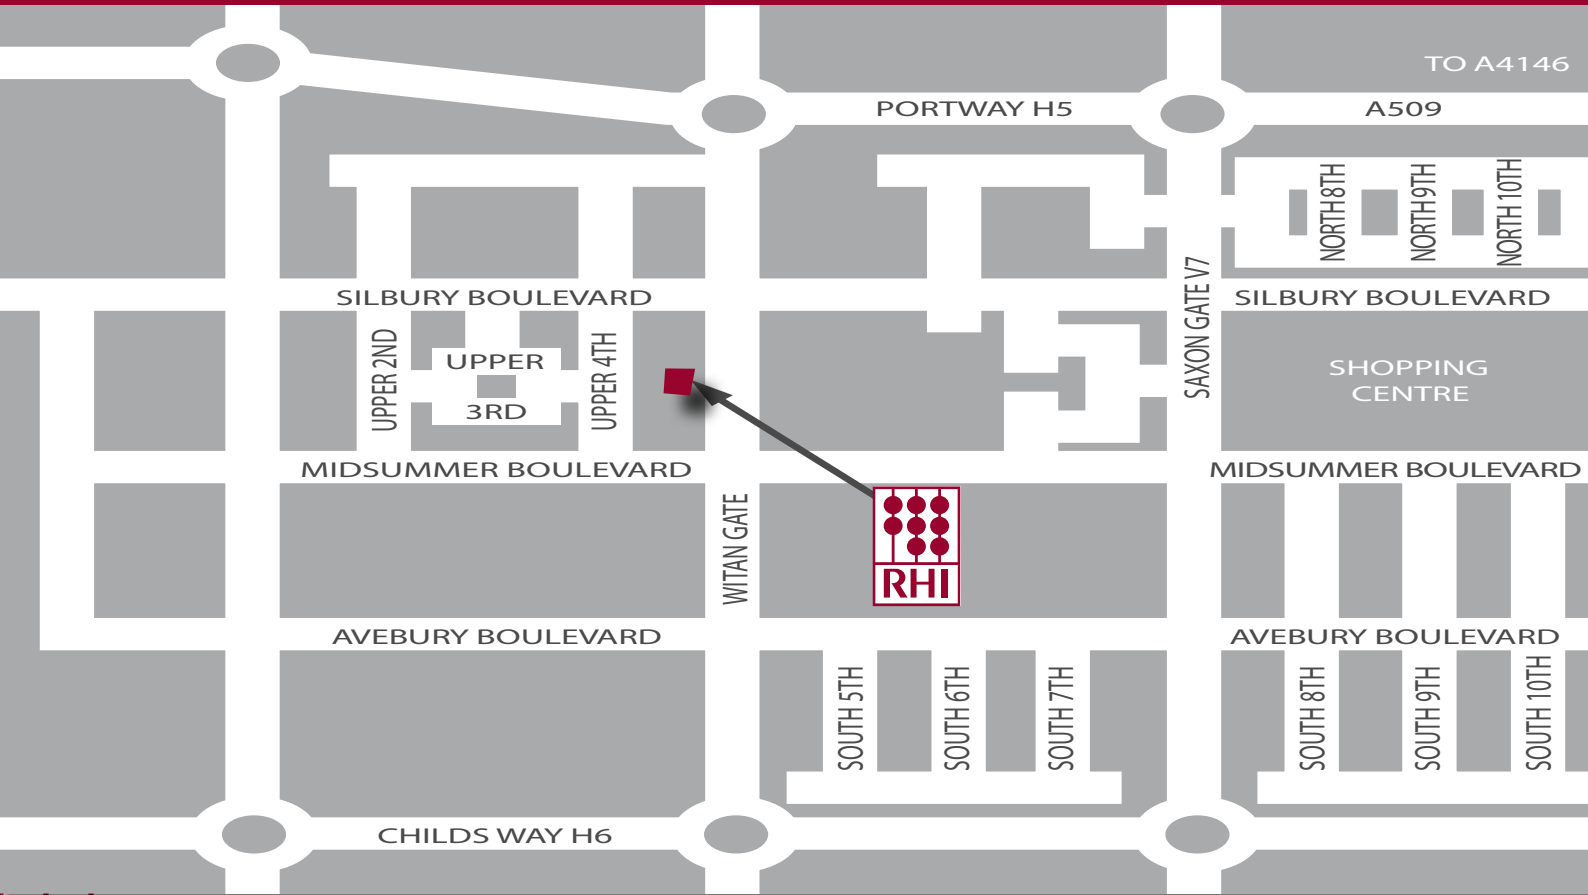 TO A4146
PORTWAY H5
A509
NORTH 8TH
NORTH 9TH
NORTH 10TH
SILBURY BOULEVARD
SAXON GATE V7
SILBURY BOULEVARD
UPPER 2ND
UPPER
3RD
UPPER 4TH
SHOPPING
CENTRE
MIDSUMMER BOULEVARD
MIDSUMMER BOULEVARD
WITAN GATE
RHI
AVEBURY BOULEVARD
AVEBURY BOULEVARD
SOUTH 5TH
SOUTH 6TH
SOUTH 7TH
SOUTH 8TH
SOUTH 9TH
SOUTH 10TH
CHILDS WAY H6